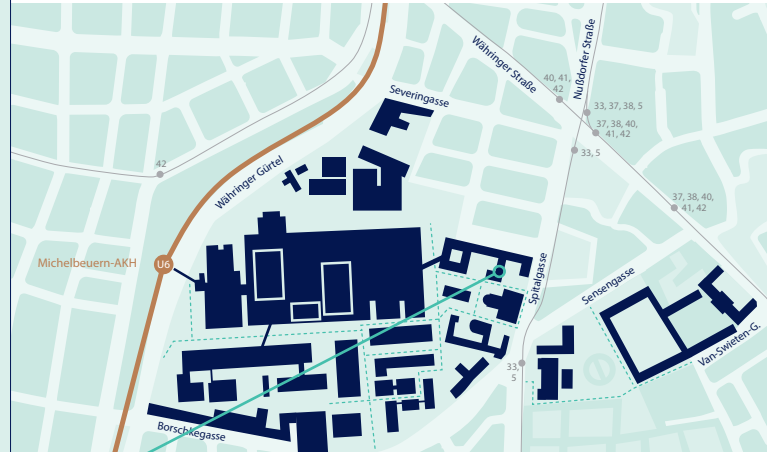 Währinger Straße
Nußdorfer Straße
40, 41,
42
Severingasse
33, 37, 38, 5
37, 38, 40,
41, 42
33, 5
42
Währinger Gürtel
37, 38, 40,
41, 42
Michelbeuern-AKH
U6
Spitalgasse
Sensengasse
Van-Swieten-G.
33,
5
Borschkegasse